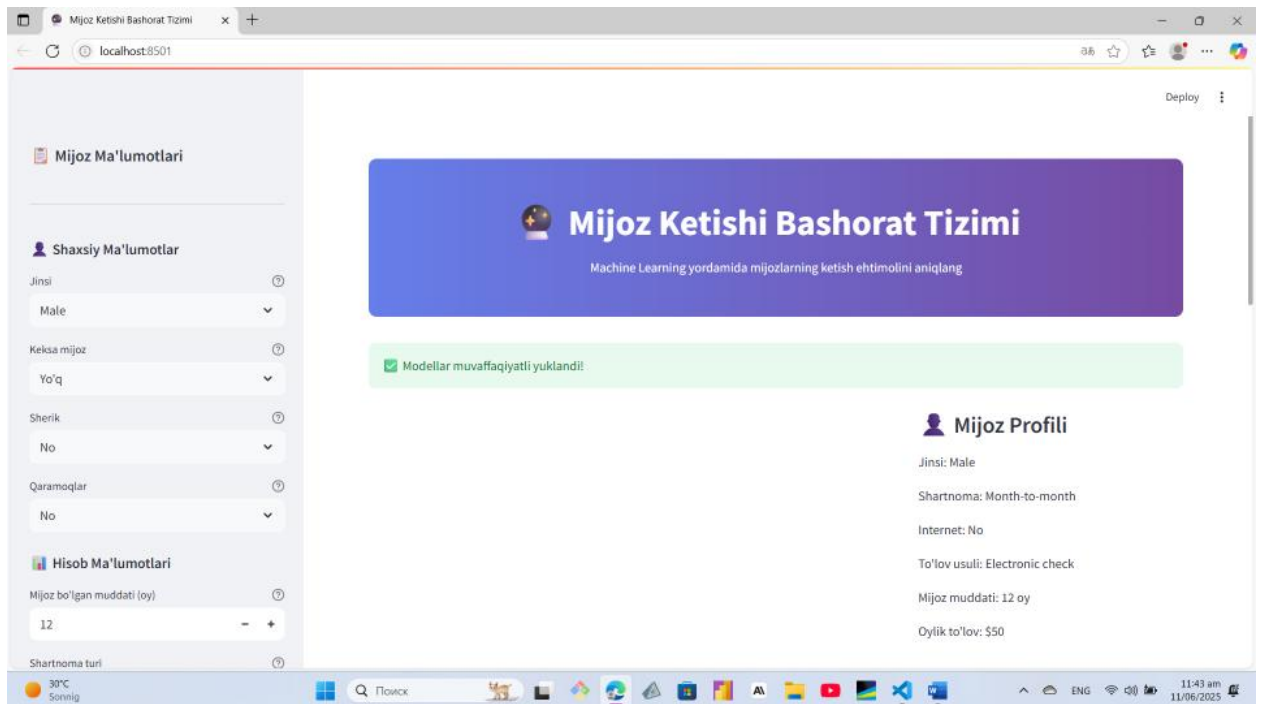 Mijoz Ketishi Bashorat Tizimi
localhost:8501
Deploy
Mijoz Ma'lumotlari
Shaxsiy Ma'lumotlar
Jinsi
Male
Keksa mijoz
Yo'q
Sherik
No
Qaramoqlar
No
Hisob Ma'lumotlari
Mijoz bo'lgan muddati (oy)
12
Shartnoma turi
Mijoz Ketishi Bashorat Tizimi
Machine Learning yordamida mijozlarning ketish ehtimolini aniqlang
Modellar muvaffaqiyatli yuklandi!
Mijoz Profili
Jinsi: Male
Shartnoma: Month-to-month
Internet: No
To'lov usuli: Electronic check
Mijoz muddati: 12 oy
Oylik to'lov: $50
30°C
Sonnig
Поиск
ENG
11:43 am
11/06/2025